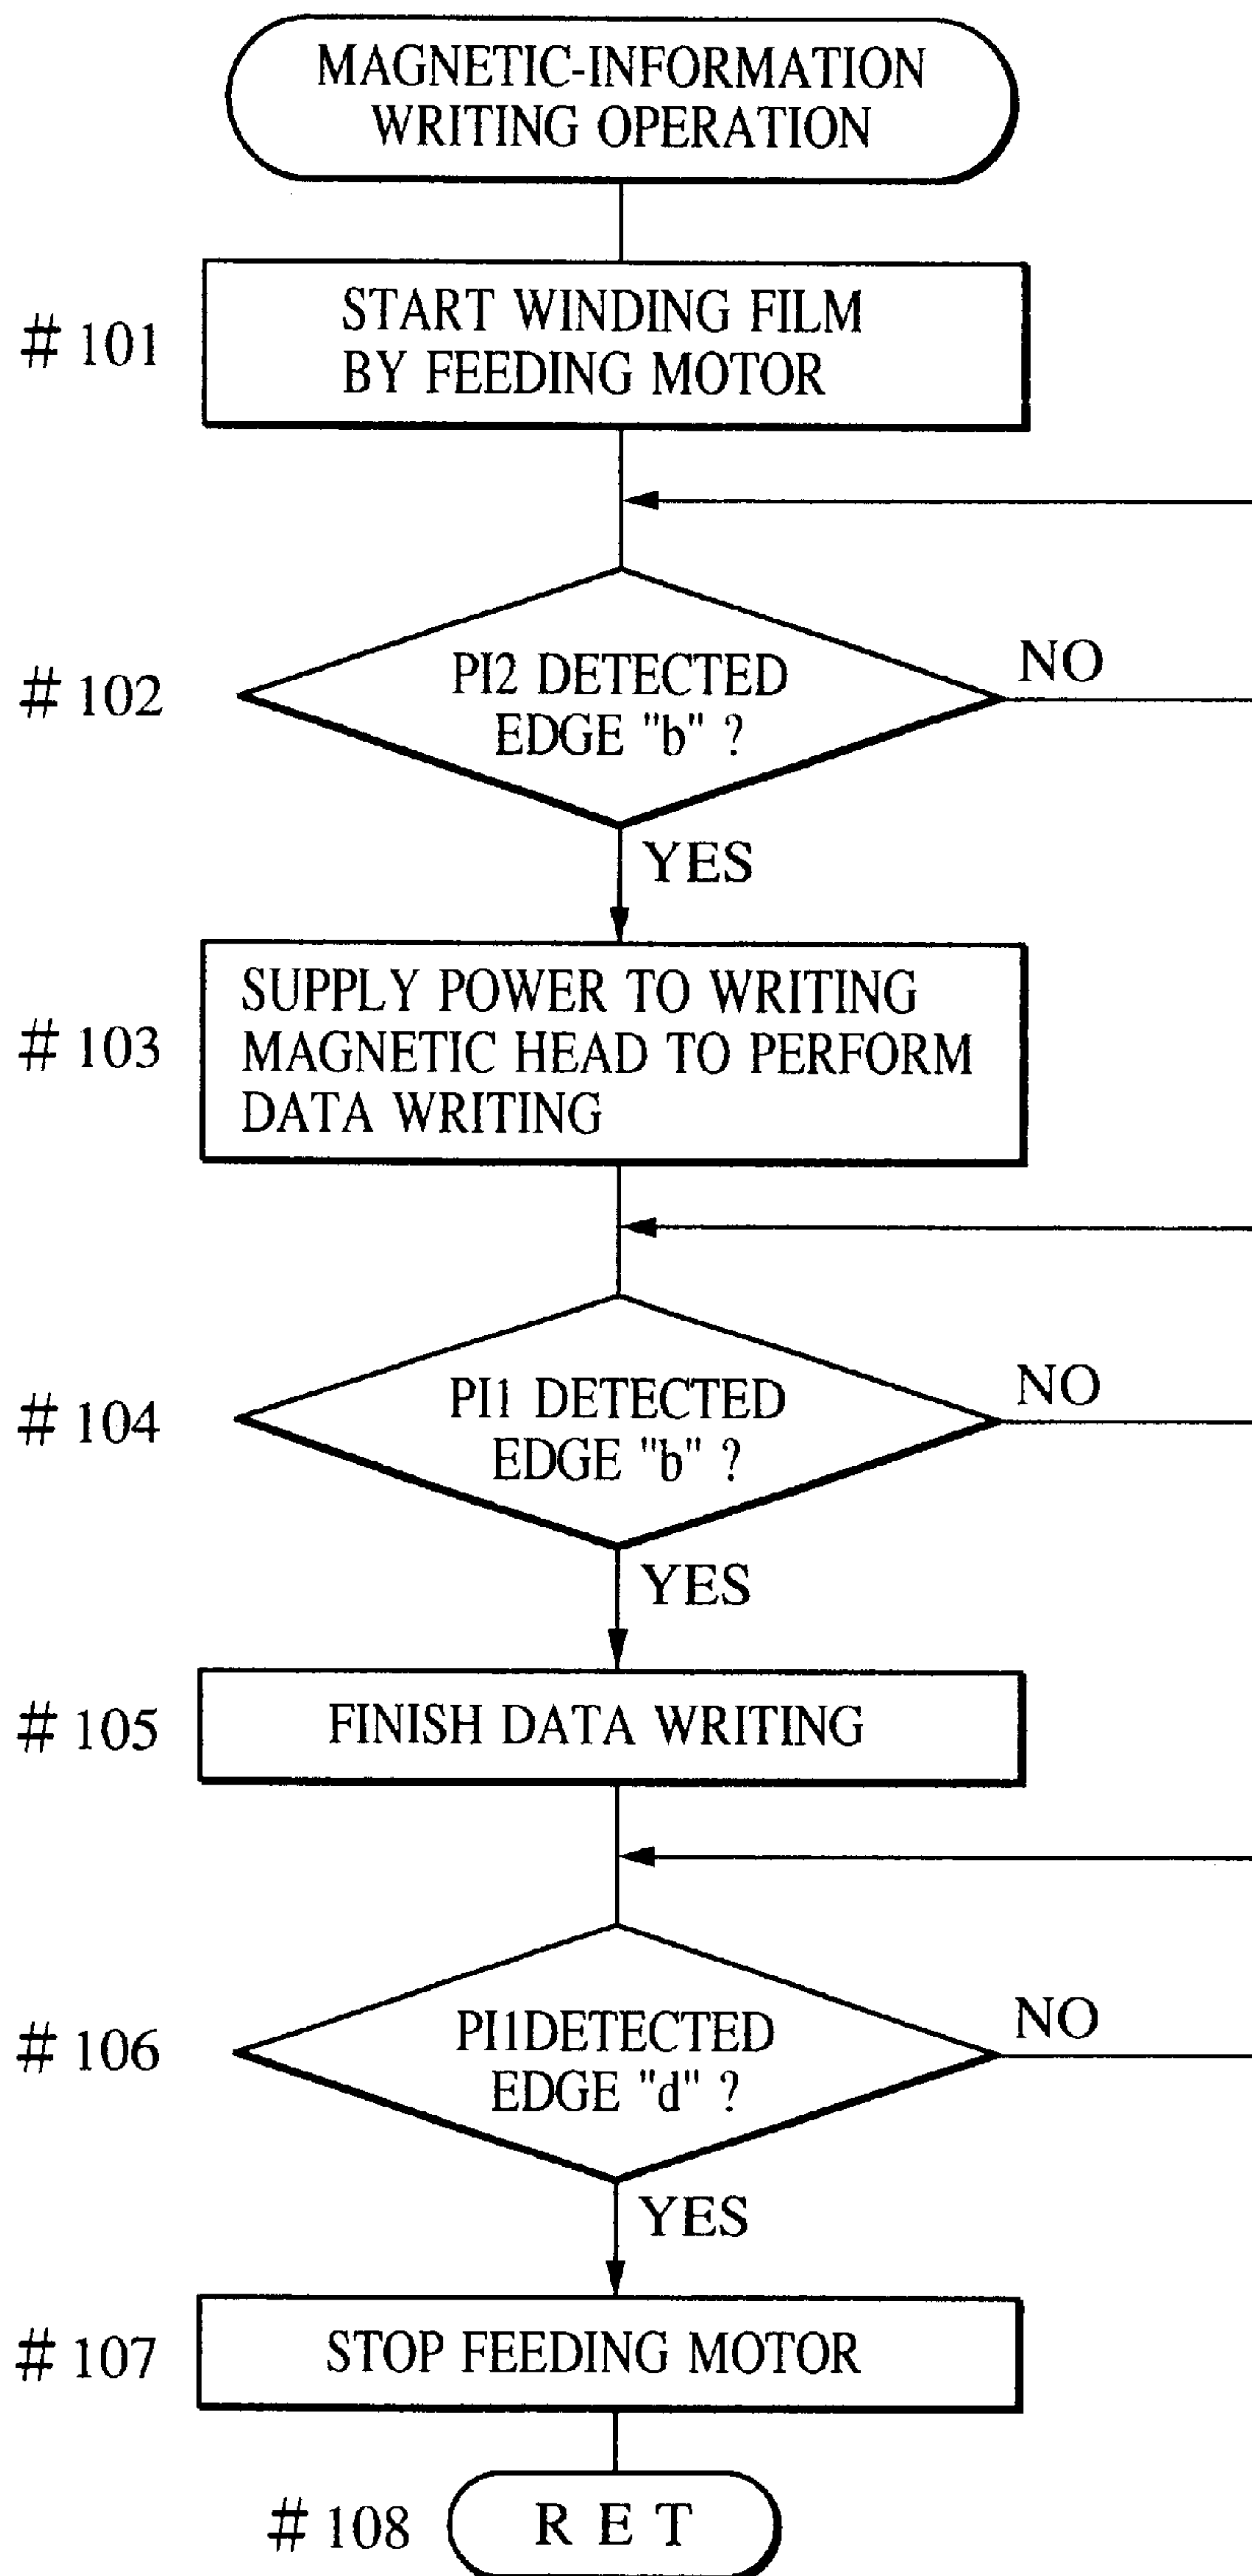 MAGNETIC-INFORMATION
WRITING OPERATION
# 101
START WINDING FILM
BY FEEDING MOTOR
# 102
PI2 DETECTED
EDGE "b" ?
NO
YES
# 103
SUPPLY POWER TO WRITING
MAGNETIC HEAD TO PERFORM
DATA WRITING
# 104
PI1 DETECTED
EDGE "b" ?
NO
YES
# 105
FINISH DATA WRITING
# 106
PI1DETECTED
EDGE "d" ?
NO
YES
# 107
STOP FEEDING MOTOR
# 108
R E T